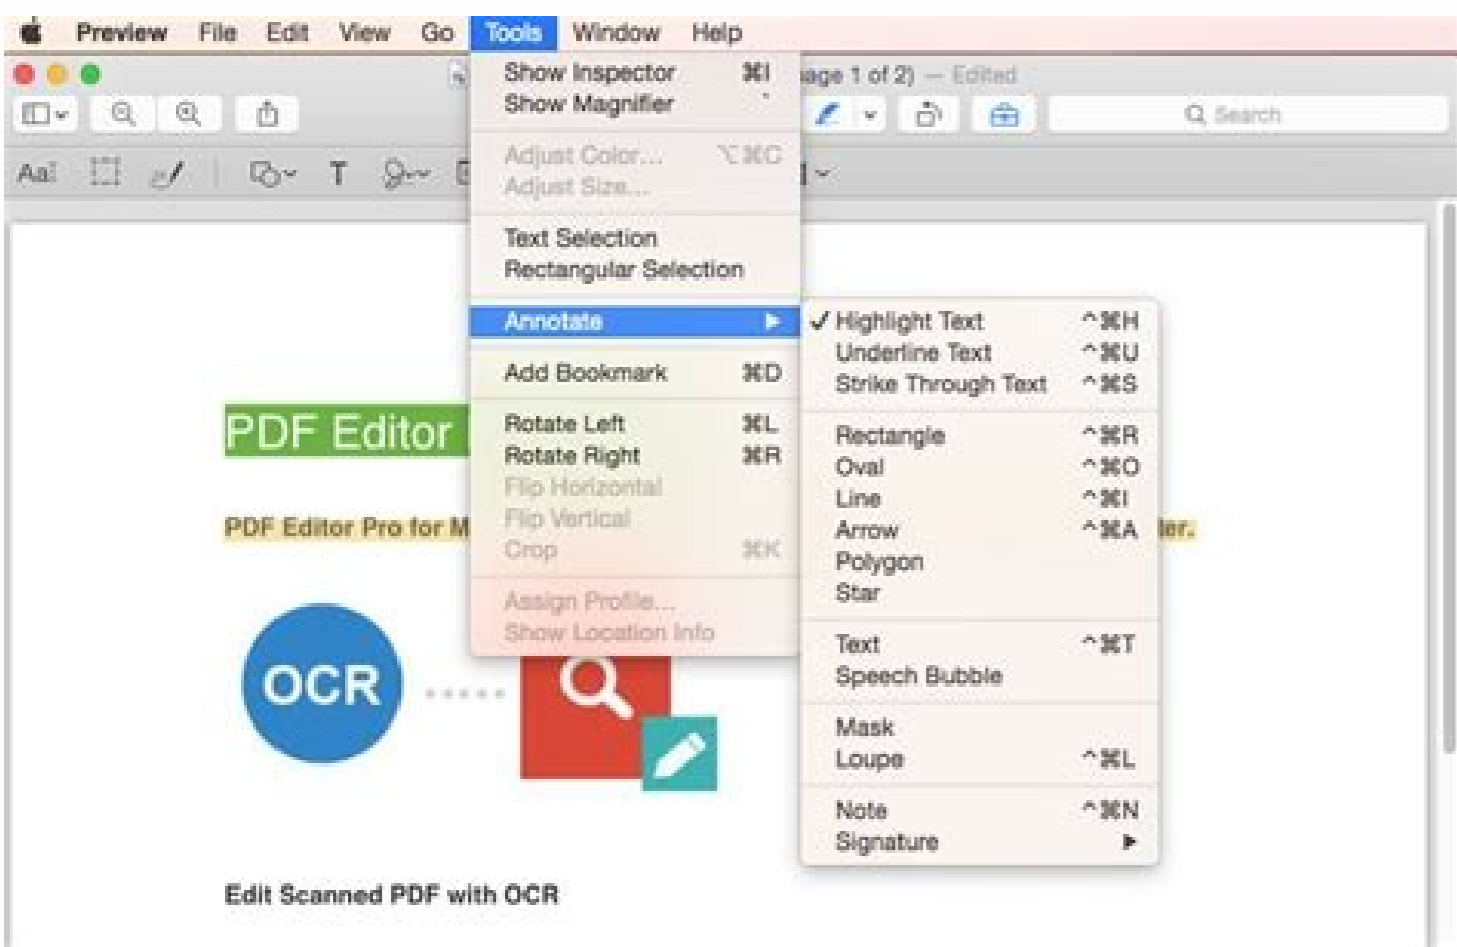 Preview File Edit View Go Tools Window Help
age 1 of 2) — Edited
Search
Aa
T
Show Inspector ⌘I
Show Magnifier `
Adjust Color... ⌥⌘C
Adjust Size...
Text Selection
Rectangular Selection
Annotate ▶
Add Bookmark ⌘D
Rotate Left ⌘L
Rotate Right ⌘R
Flip Horizontal
Flip Vertical
Crop ⌘K
Assign Profile...
Show Location Info
✓ Highlight Text ^⌘H
Underline Text ^⌘U
Strike Through Text ^⌘S
Rectangle ^⌘R
Oval ^⌘O
Line ^⌘I
Arrow ^⌘A
Polygon
Star
Text ^⌘T
Speech Bubble
Mask
Loupe ^⌘L
Note ^⌘N
Signature ▶
PDF Editor
PDF Editor Pro for M
ler.
OCR
Edit Scanned PDF with OCR